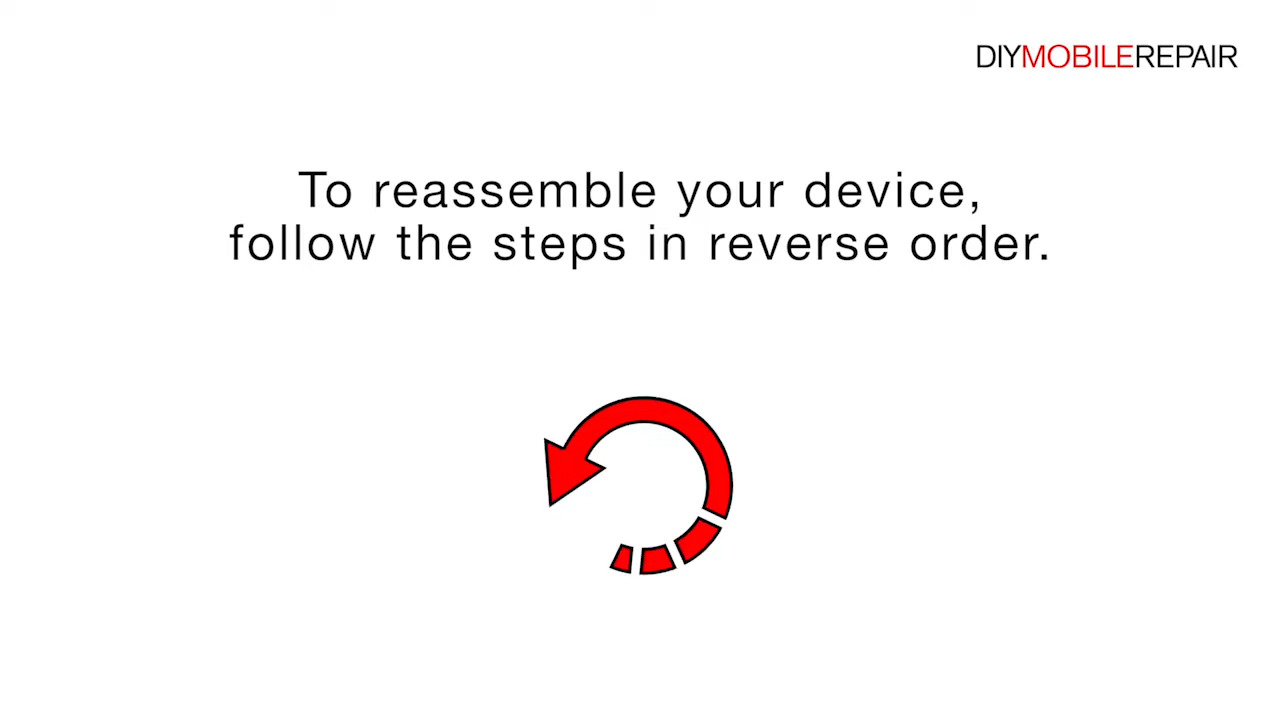 DIYMOBILEREPAIR
To reassemble your device,
follow the steps in reverse order.